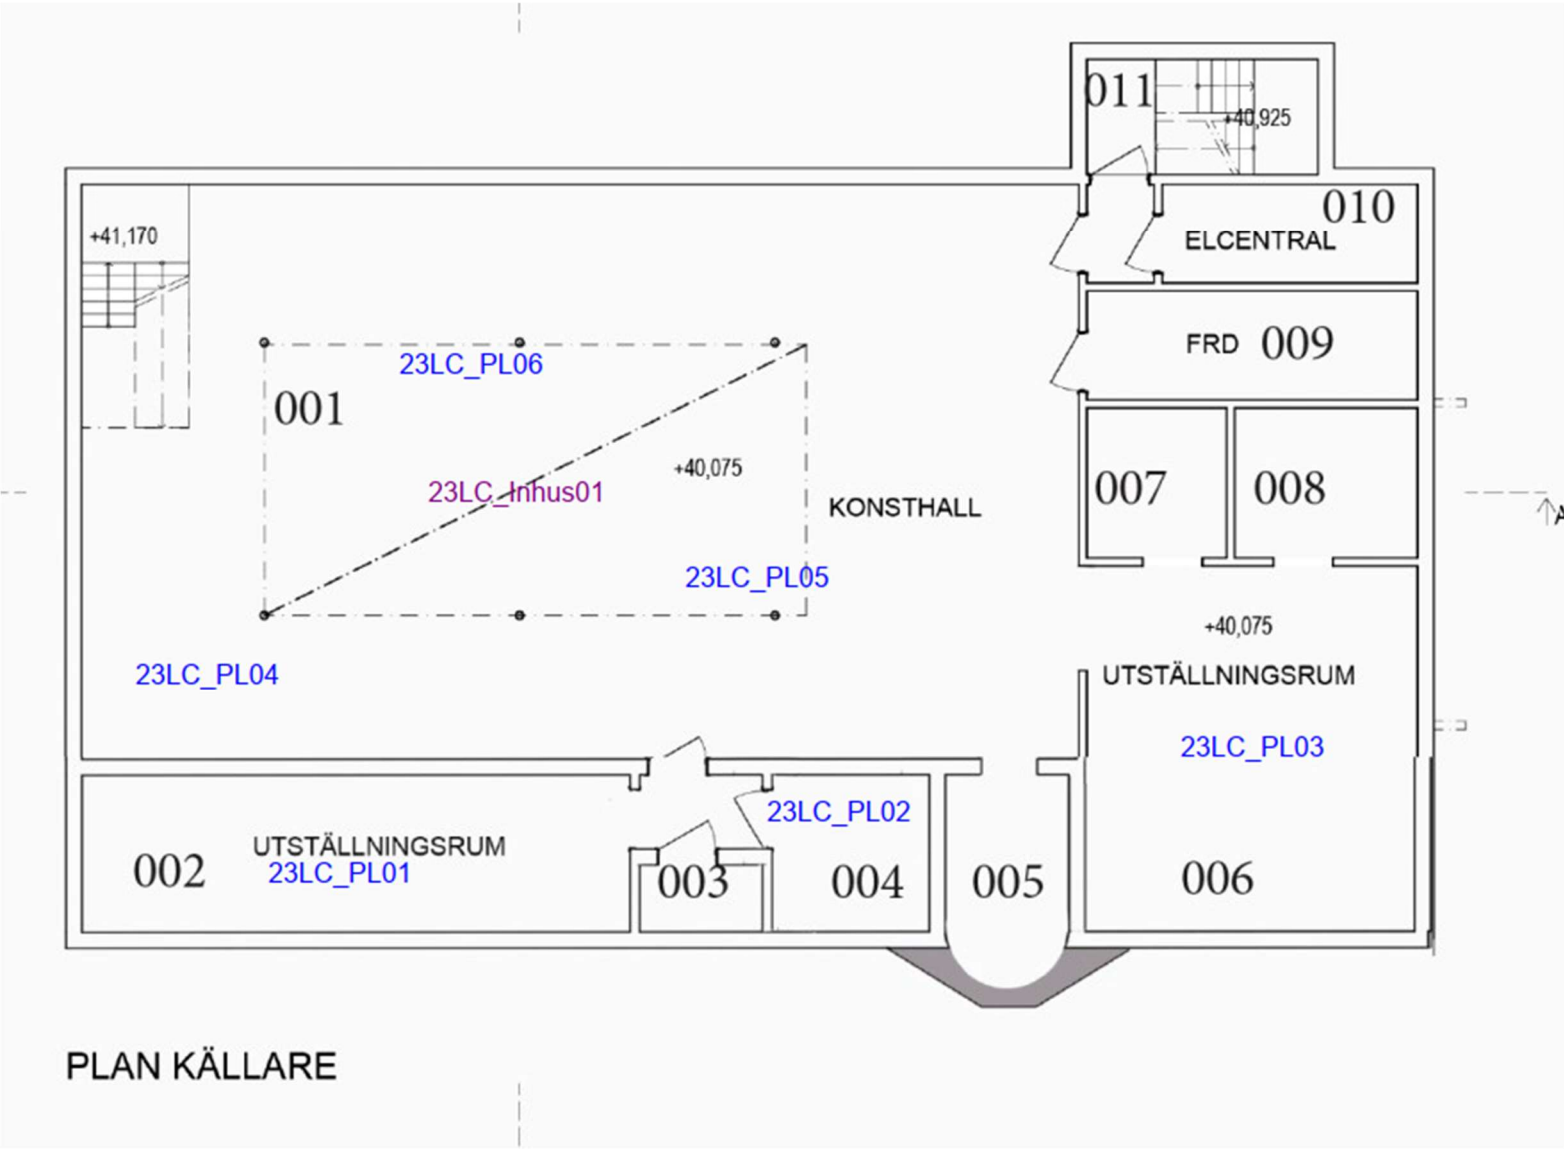 011
+40,925
010
+41,170
ELCENTRAL
FRD 009
23LC_PL06
001
+40,075
23LC_Inhus01
007
008
KONSTHALL
A
23LC_PL05
+40,075
23LC_PL04
UTSTÄLLNINGSRUM
23LC_PL03
23LC_PL02
UTSTÄLLNINGSRUM
002
23LC_PL01
003
004
005
006
PLAN KÄLLARE